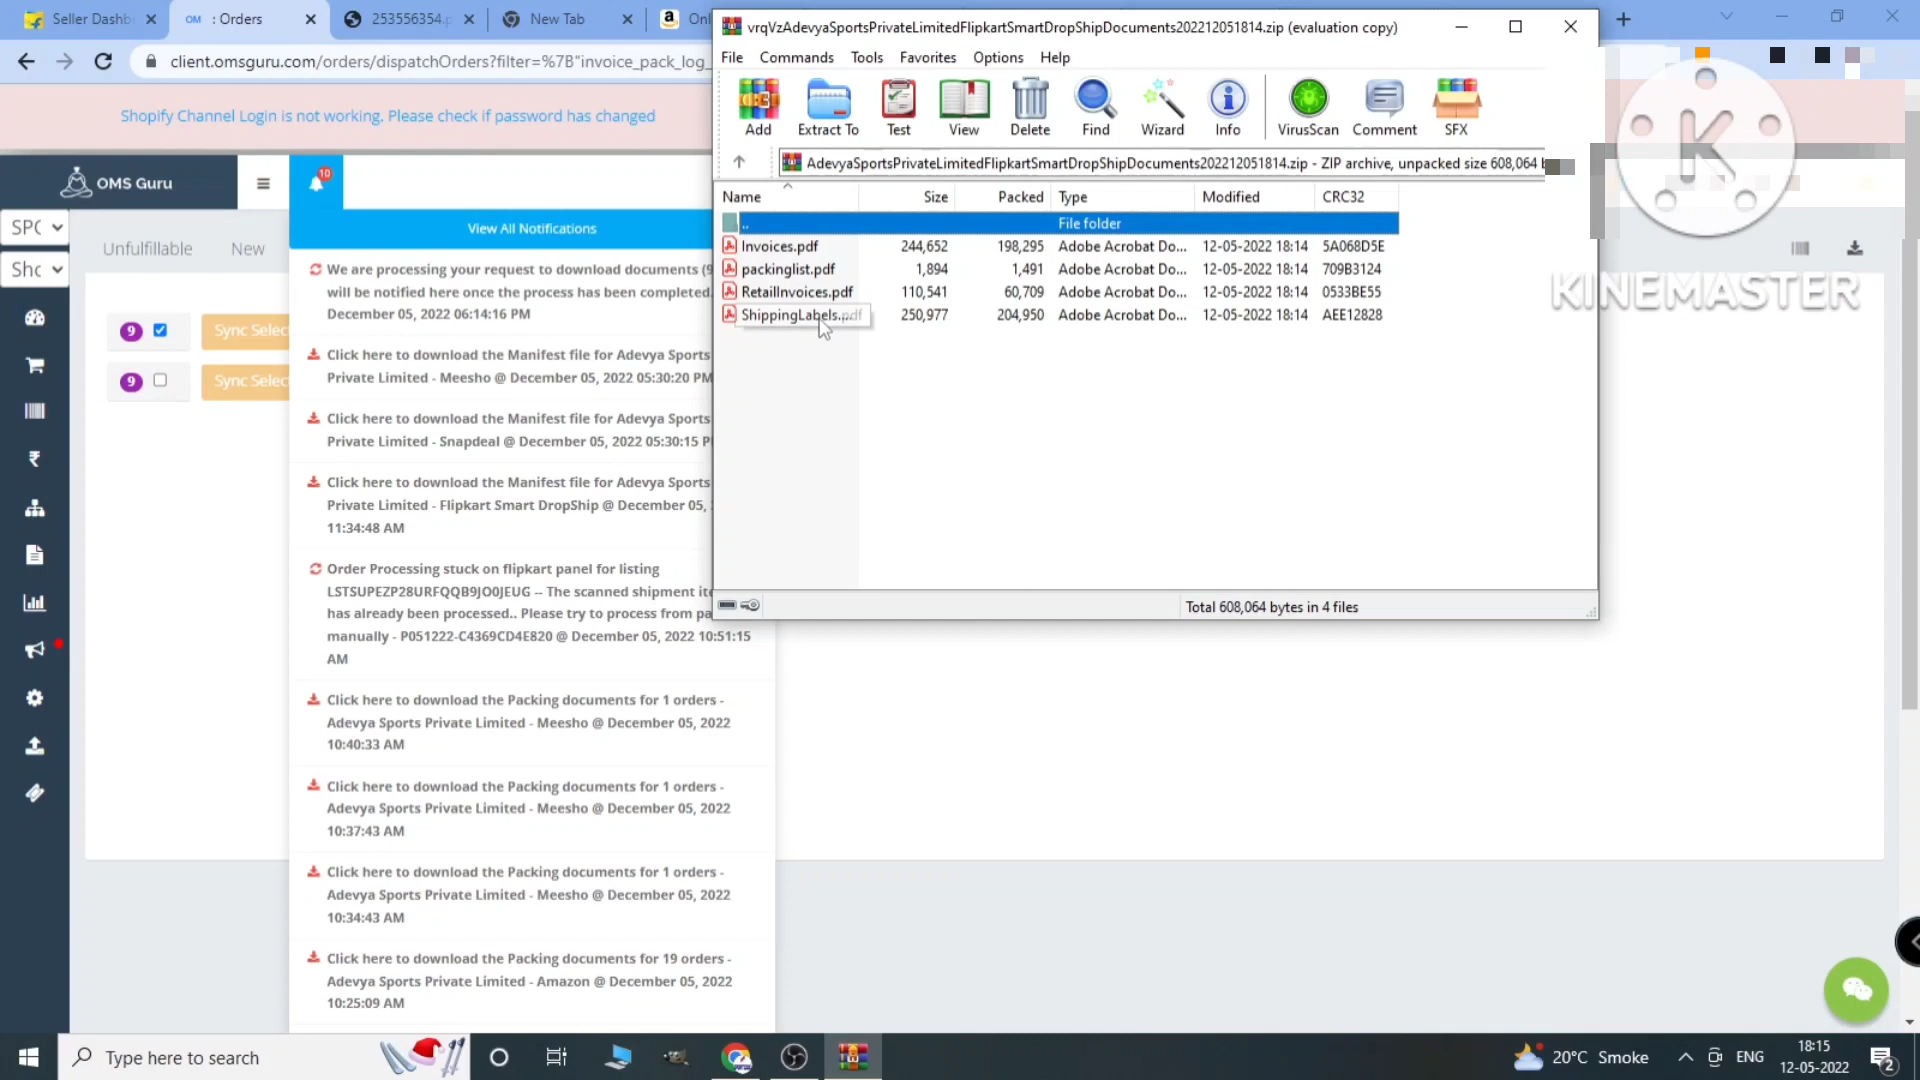 Seller Dashb
OM : Orders
253556354.p
New Tab
Onl
client.omsguru.com/orders/dispatchOrders?filter=%7B"invoice_pack_log_
Shopify Channel Login is not working. Please check if password has changed
OMS Guru
10
SPC
Sho
Unfulfillable
New
9
Sync Select
9
Sync Select
View All Notifications
We are processing your request to download documents (9
will be notified here once the process has been completed.
December 05, 2022 06:14:16 PM
Click here to download the Manifest file for Adevya Sports
Private Limited - Meesho @ December 05, 2022 05:30:20 PM
Click here to download the Manifest file for Adevya Sports
Private Limited - Snapdeal @ December 05, 2022 05:30:15 P
Click here to download the Manifest file for Adevya Sports
Private Limited - Flipkart Smart DropShip @ December 05,
11:34:48 AM
Order Processing stuck on flipkart panel for listing
LSTSUPEZP28URFQQB9JO0JEUG -- The scanned shipment ite
has already been processed.. Please try to process from pa
manually - P051222-C4369CD4E820 @ December 05, 2022 10:51:15
AM
Click here to download the Packing documents for 1 orders -
Adevya Sports Private Limited - Meesho @ December 05, 2022
10:40:33 AM
Click here to download the Packing documents for 1 orders -
Adevya Sports Private Limited - Meesho @ December 05, 2022
10:37:43 AM
Click here to download the Packing documents for 1 orders -
Adevya Sports Private Limited - Meesho @ December 05, 2022
10:34:43 AM
Click here to download the Packing documents for 19 orders -
Adevya Sports Private Limited - Amazon @ December 05, 2022
10:25:09 AM
vrqVzAdevyaSportsPrivateLimitedFlipkartSmartDropShipDocuments202212051814.zip (evaluation copy)
File Commands Tools Favorites Options Help
Add Extract To Test View Delete Find Wizard Info VirusScan Comment SFX
AdevyaSportsPrivateLimitedFlipkartSmartDropShipDocuments202212051814.zip - ZIP archive, unpacked size 608,064 b
Name Size Packed Type Modified CRC32
.. File folder
Invoices.pdf 244,652 198,295 Adobe Acrobat Do... 12-05-2022 18:14 5A068D5E
packinglist.pdf 1,894 1,491 Adobe Acrobat Do... 12-05-2022 18:14 709B3124
RetailInvoices.pdf 110,541 60,709 Adobe Acrobat Do... 12-05-2022 18:14 0533BE55
ShippingLabels.pdf 250,977 204,950 Adobe Acrobat Do... 12-05-2022 18:14 AEE12828
Total 608,064 bytes in 4 files
K
KINEMASTER
Type here to search
20°C Smoke
ENG
18:15
12-05-2022
2